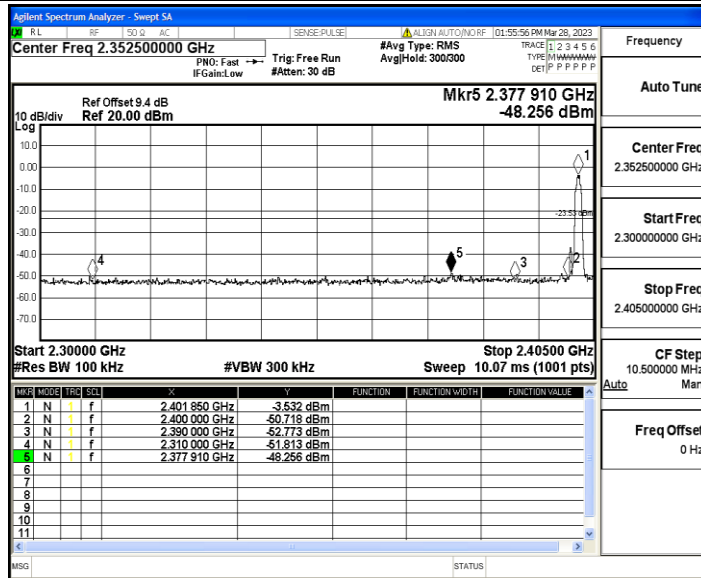 Agilent Spectrum Analyzer - Swept SA
RL RF 50 Ω AC SENSE:PULSE ALIGN AUTO/NO RF 01:55:56 PM Mar 28, 2023
Center Freq 2.352500000 GHz
PNO: Fast
IFGain:Low
Trig: Free Run
#Atten: 30 dB
#Avg Type: RMS
Avg|Hold: 300/300
TRACE 1 2 3 4 5 6
TYPE MWWWWW
DET P P P P P P
Ref Offset 9.4 dB
Ref 20.00 dBm
10 dB/div
Log
Mkr5 2.377 910 GHz
-48.256 dBm
10.0
0.00
-10.0
-20.0
-30.0
-40.0
-50.0
-60.0
-70.0
1
-23.53 dBm
4
5
3
2
Start 2.30000 GHz Stop 2.40500 GHz
#Res BW 100 kHz #VBW 300 kHz Sweep 10.07 ms (1001 pts)
MKR MODE TRC SCL X Y FUNCTION FUNCTION WIDTH FUNCTION VALUE
1 N 1 f 2.401 850 GHz -3.532 dBm
2 N 1 f 2.400 000 GHz -50.718 dBm
3 N 1 f 2.390 000 GHz -52.773 dBm
4 N 1 f 2.310 000 GHz -51.813 dBm
5 N 1 f 2.377 910 GHz -48.256 dBm
6
7
8
9
10
11
MSG STATUS
Frequency
Auto Tune
Center Freq
2.352500000 GHz
Start Freq
2.300000000 GHz
Stop Freq
2.405000000 GHz
CF Step
10.500000 MHz
Auto Man
Freq Offset
0 Hz